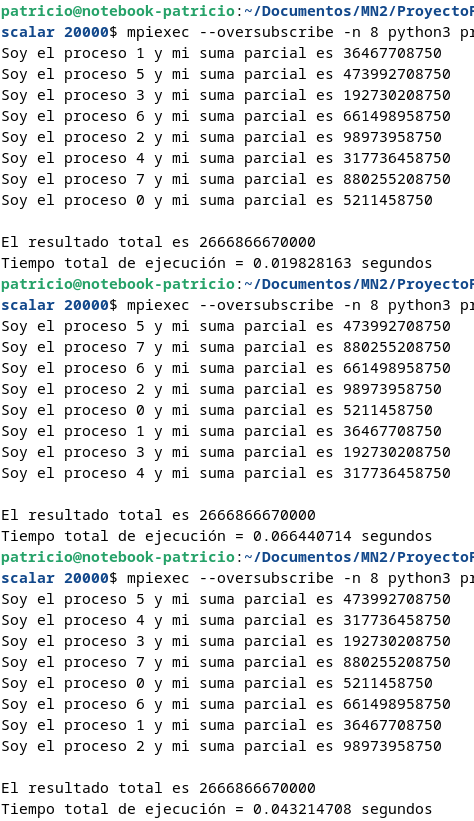 patricio@notebook-patricio:~/Documentos/MN2/Proyecto
scalar 20000$ mpiexec --oversubscribe -n 8 python3
Soy el proceso 1 y mi suma parcial es 36467708750
Soy el proceso 5 y mi suma parcial es 473992708750
Soy el proceso 3 y mi suma parcial es 192730208750
Soy el proceso 6 y mi suma parcial es 661498958750
Soy el proceso 2 y mi suma parcial es 98973958750
Soy el proceso 4 y mi suma parcial es 317736458750
Soy el proceso 7 y mi suma parcial es 880255208750
Soy el proceso 0 y mi suma parcial es 5211458750
El resultado total es 2666866670000
Tiempo total de ejecución = 0.019828163 segundos
patricio@notebook-patricio:~/Documentos/MN2/Proyecto
scalar 20000$ mpiexec --oversubscribe -n 8 python3
Soy el proceso 5 y mi suma parcial es 473992708750
Soy el proceso 7 y mi suma parcial es 880255208750
Soy el proceso 6 y mi suma parcial es 661498958750
Soy el proceso 2 y mi suma parcial es 98973958750
Soy el proceso 0 y mi suma parcial es 5211458750
Soy el proceso 1 y mi suma parcial es 36467708750
Soy el proceso 3 y mi suma parcial es 192730208750
Soy el proceso 4 y mi suma parcial es 317736458750
El resultado total es 2666866670000
Tiempo total de ejecución = 0.066440714 segundos
patricio@notebook-patricio:~/Documentos/MN2/Proyecto
scalar 20000$ mpiexec --oversubscribe -n 8 python3
Soy el proceso 5 y mi suma parcial es 473992708750
Soy el proceso 4 y mi suma parcial es 317736458750
Soy el proceso 3 y mi suma parcial es 192730208750
Soy el proceso 7 y mi suma parcial es 880255208750
Soy el proceso 0 y mi suma parcial es 5211458750
Soy el proceso 6 y mi suma parcial es 661498958750
Soy el proceso 1 y mi suma parcial es 36467708750
Soy el proceso 2 y mi suma parcial es 98973958750
El resultado total es 2666866670000
Tiempo total de ejecución = 0.043214708 segundos